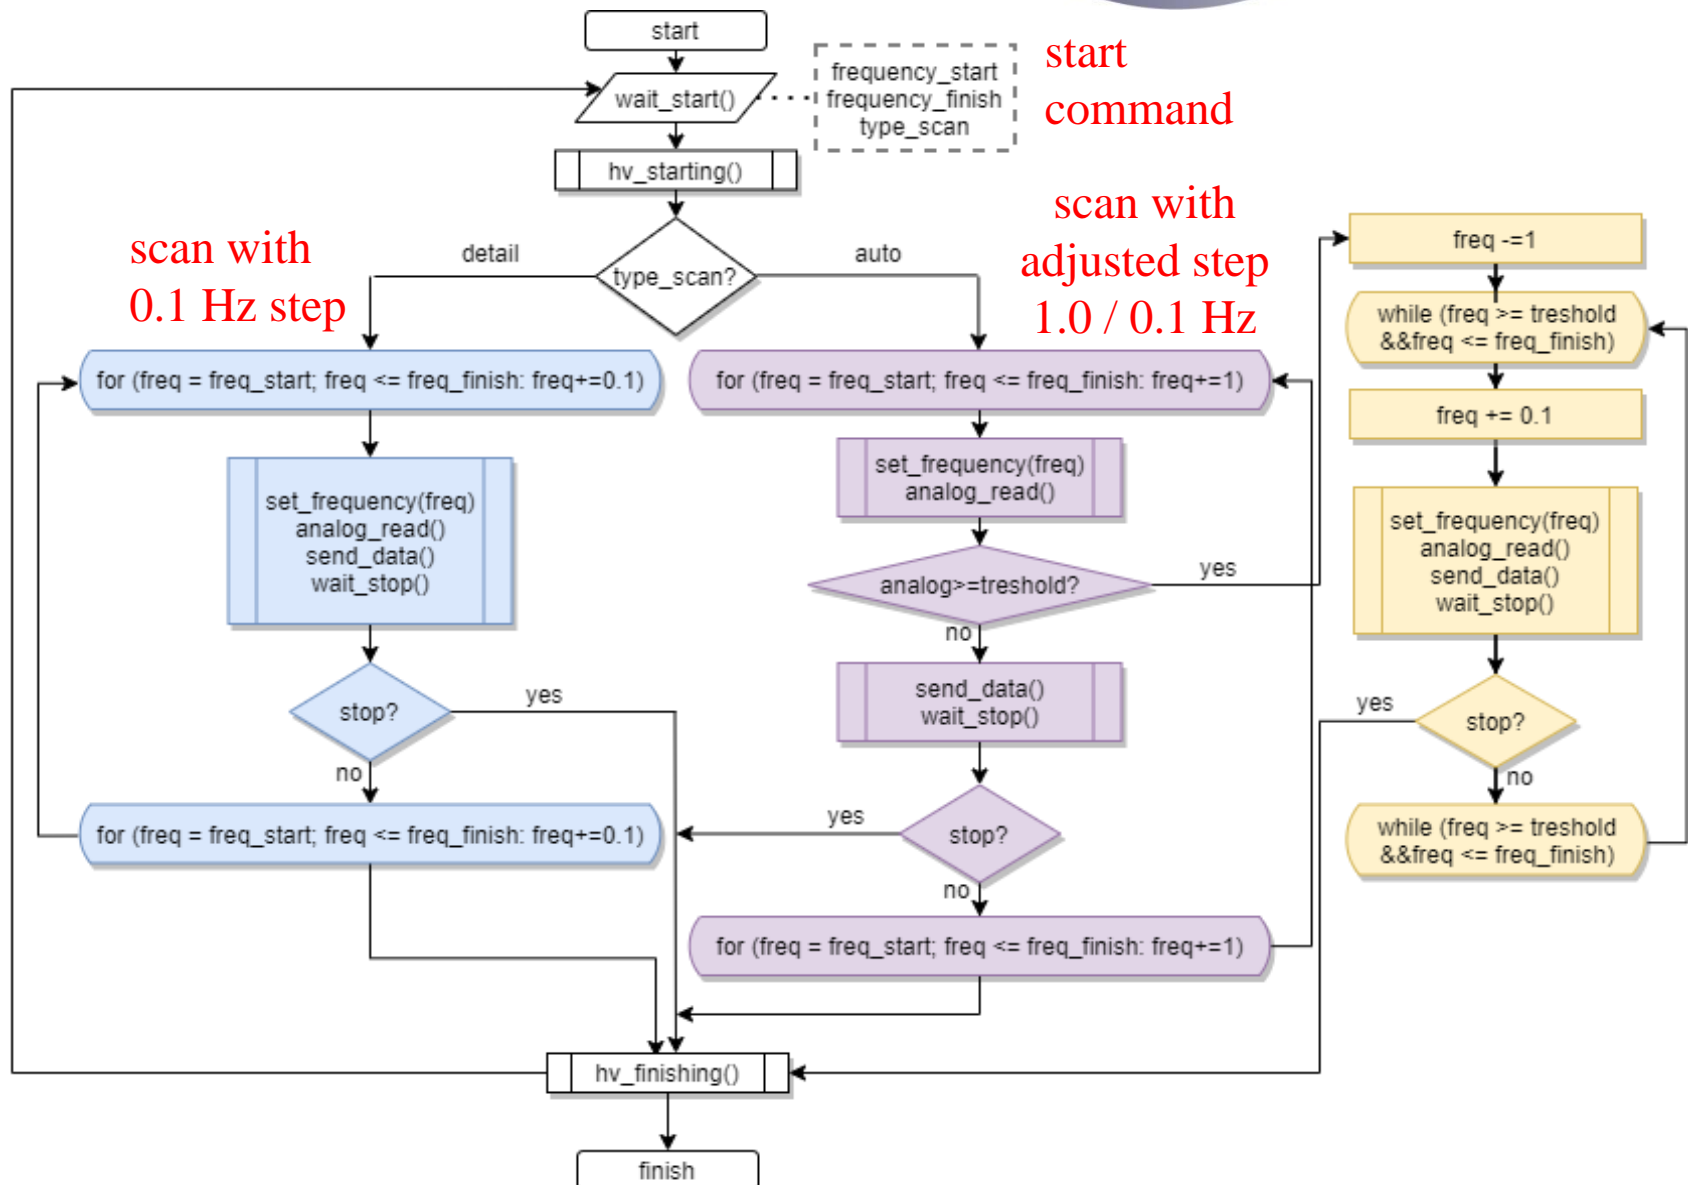 start
wait_start()
frequency_start
frequency_finish
type_scan
start
command
hv_starting()
type_scan?
detail
auto
scan with
0.1 Hz step
scan with
adjusted step
1.0 / 0.1 Hz
for (freq = freq_start; freq <= freq_finish: freq+=0.1)
set_frequency(freq)
analog_read()
send_data()
wait_stop()
stop?
yes
no
for (freq = freq_start; freq <= freq_finish: freq+=0.1)
for (freq = freq_start; freq <= freq_finish: freq+=1)
set_frequency(freq)
analog_read()
analog>=treshold?
yes
no
send_data()
wait_stop()
stop?
yes
no
for (freq = freq_start; freq <= freq_finish: freq+=1)
freq -=1
while (freq >= treshold
&&freq <= freq_finish)
freq += 0.1
set_frequency(freq)
analog_read()
send_data()
wait_stop()
stop?
yes
no
while (freq >= treshold
&&freq <= freq_finish)
hv_finishing()
finish